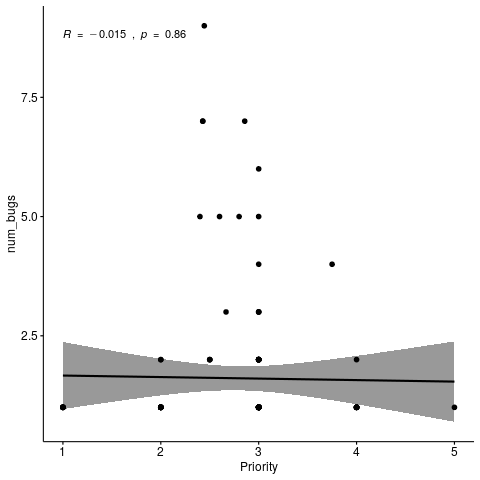 R = −0.015 , p = 0.86
7.5
5.0
2.5
num_bugs
1 2 3 4 5
Priority